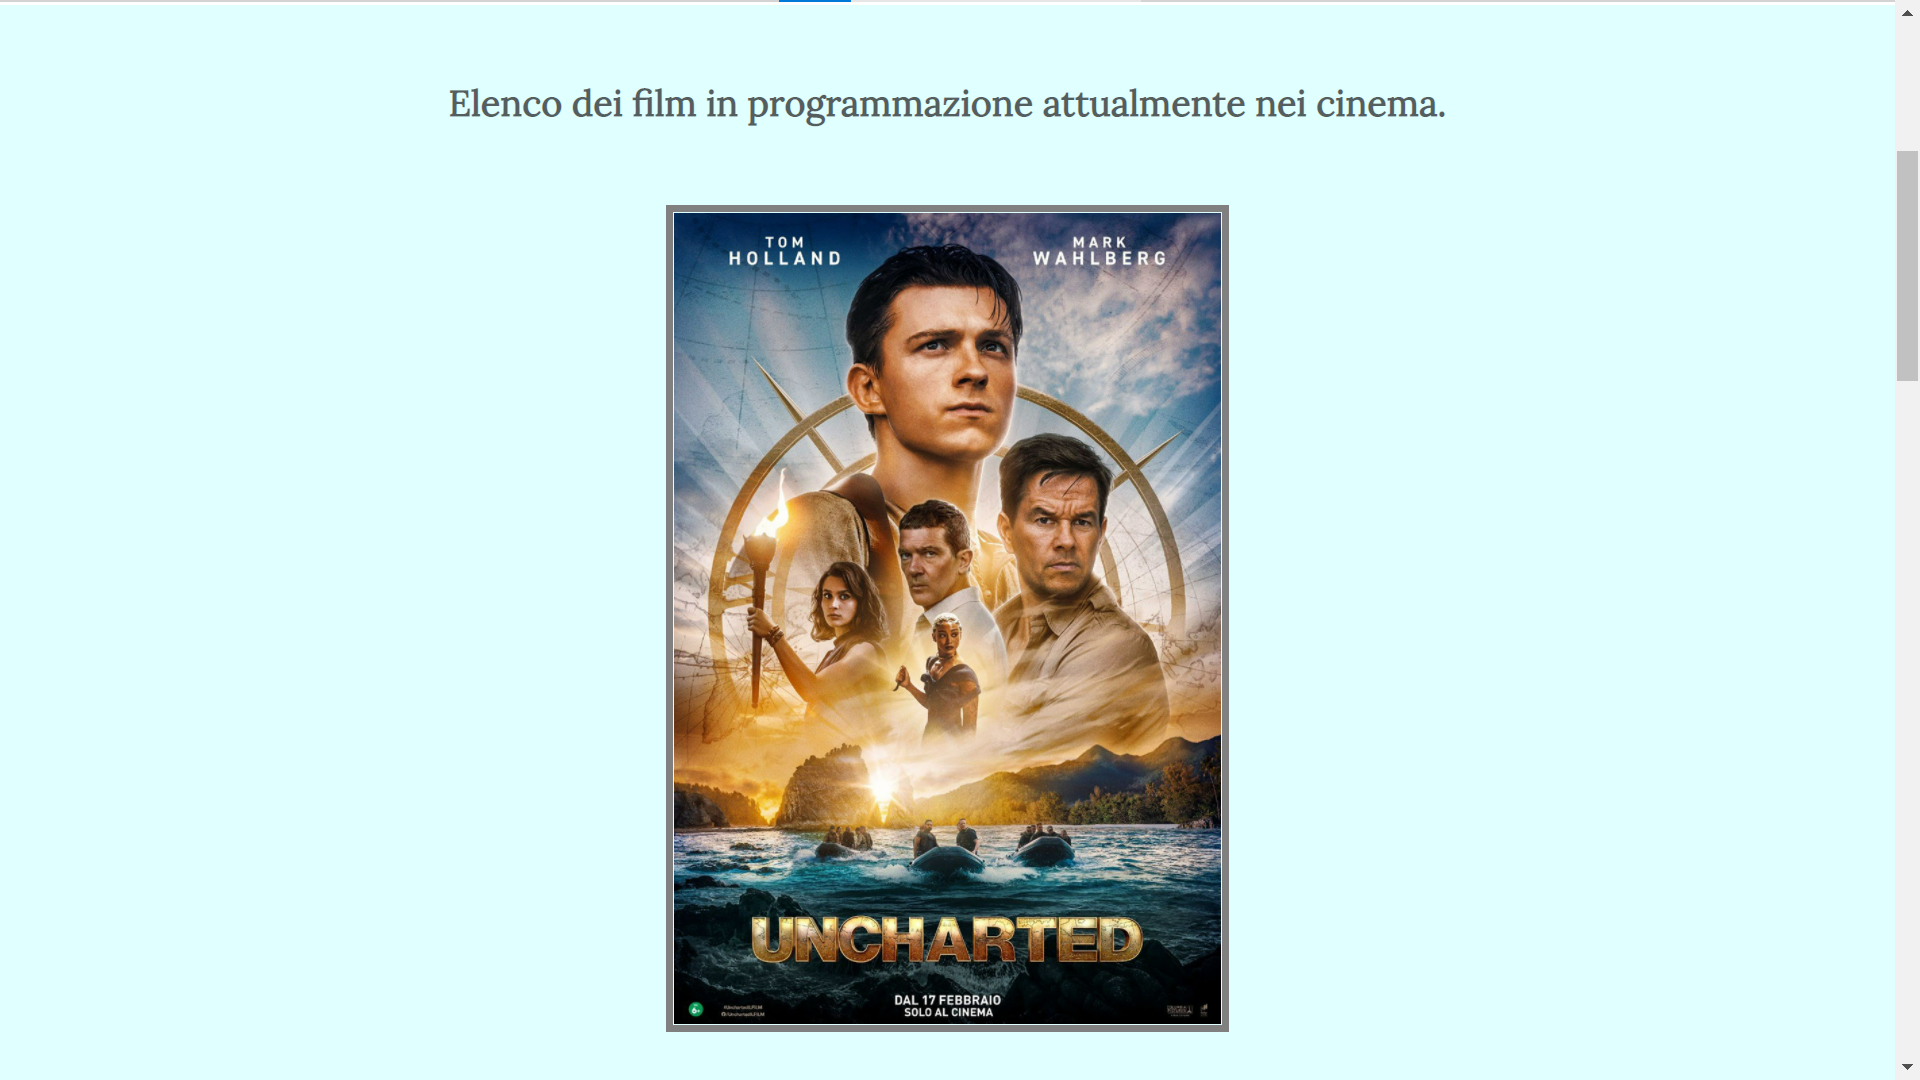 Elenco dei film in programmazione attualmente nei cinema.
TOM
HOLLAND
MARK
WAHLBERG
UNCHARTED
DAL 17 FEBBRAIO
SOLO AL CINEMA
6+